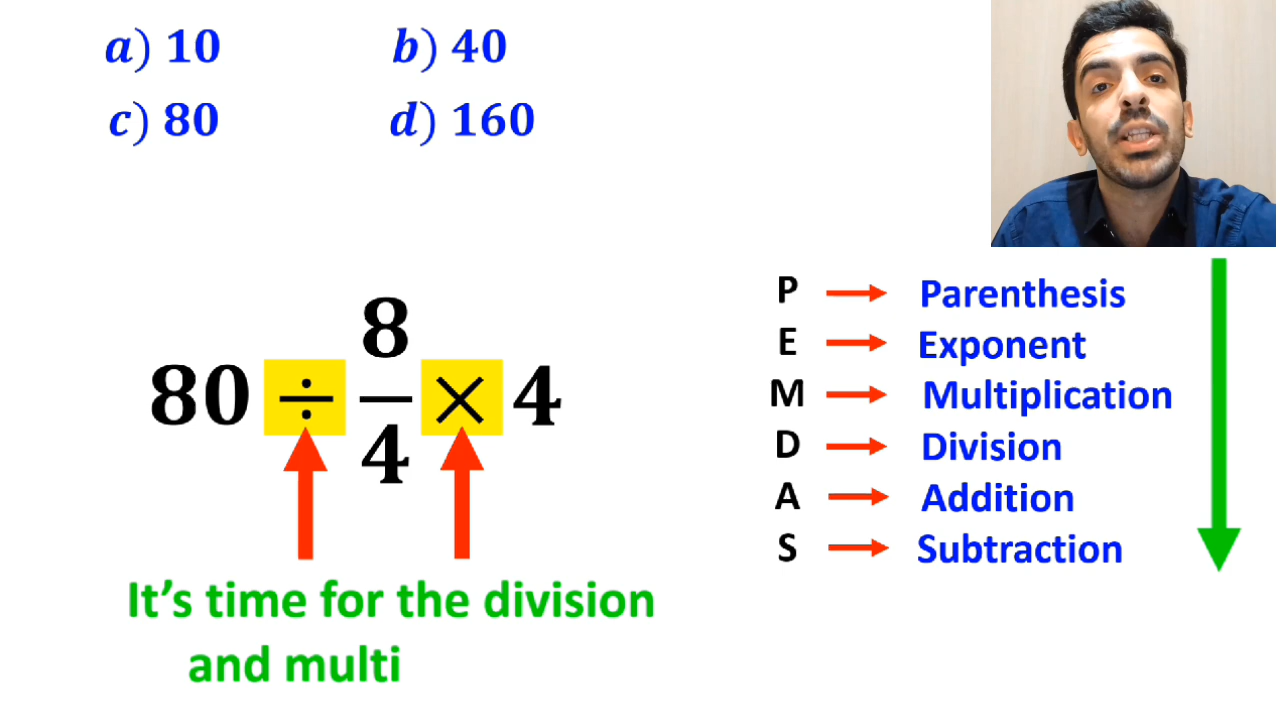 a) 10 b) 40
c) 80 d) 160
80 ÷ 8/4 × 4
It's time for the division
and multi
P → Parenthesis
E → Exponent
M → Multiplication
D → Division
A → Addition
S → Subtraction